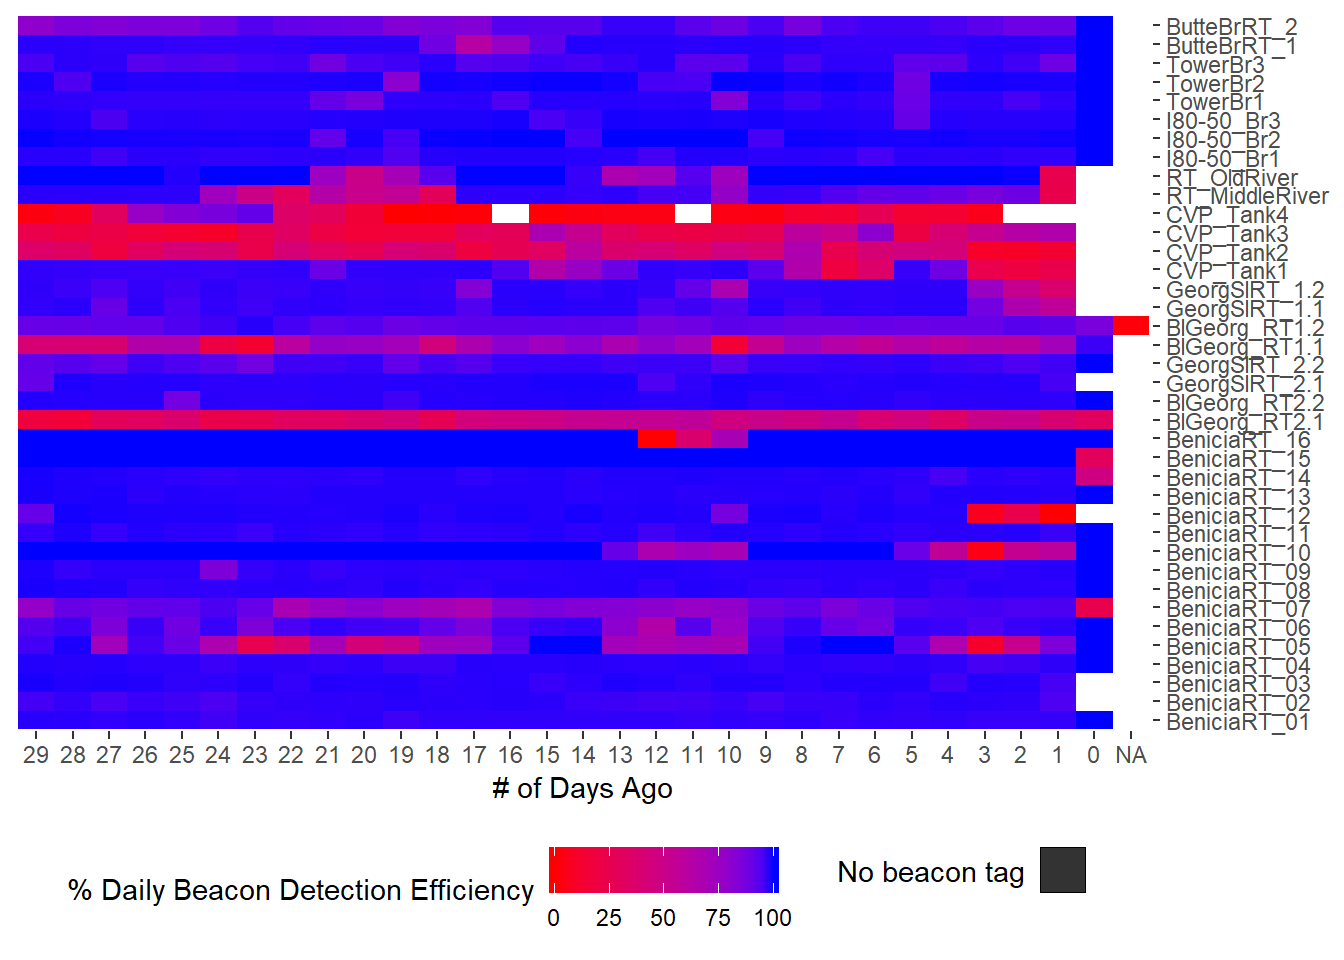 ButteBrRT_2
ButteBrRT_1
TowerBr3
TowerBr2
TowerBr1
I80-50_Br3
I80-50_Br2
I80-50_Br1
RT_OldRiver
RT_MiddleRiver
CVP_Tank4
CVP_Tank3
CVP_Tank2
CVP_Tank1
GeorgSlRT_1.2
GeorgSlRT_1.1
BlGeorg_RT1.2
BlGeorg_RT1.1
GeorgSlRT_2.2
GeorgSlRT_2.1
BlGeorg_RT2.2
BlGeorg_RT2.1
BeniciaRT_16
BeniciaRT_15
BeniciaRT_14
BeniciaRT_13
BeniciaRT_12
BeniciaRT_11
BeniciaRT_10
BeniciaRT_09
BeniciaRT_08
BeniciaRT_07
BeniciaRT_06
BeniciaRT_05
BeniciaRT_04
BeniciaRT_03
BeniciaRT_02
BeniciaRT_01
29 28 27 26 25 24 23 22 21 20 19 18 17 16 15 14 13 12 11 10 9 8 7 6 5 4 3 2 1 0 NA
# of Days Ago
% Daily Beacon Detection Efficiency
0 25 50 75 100
No beacon tag